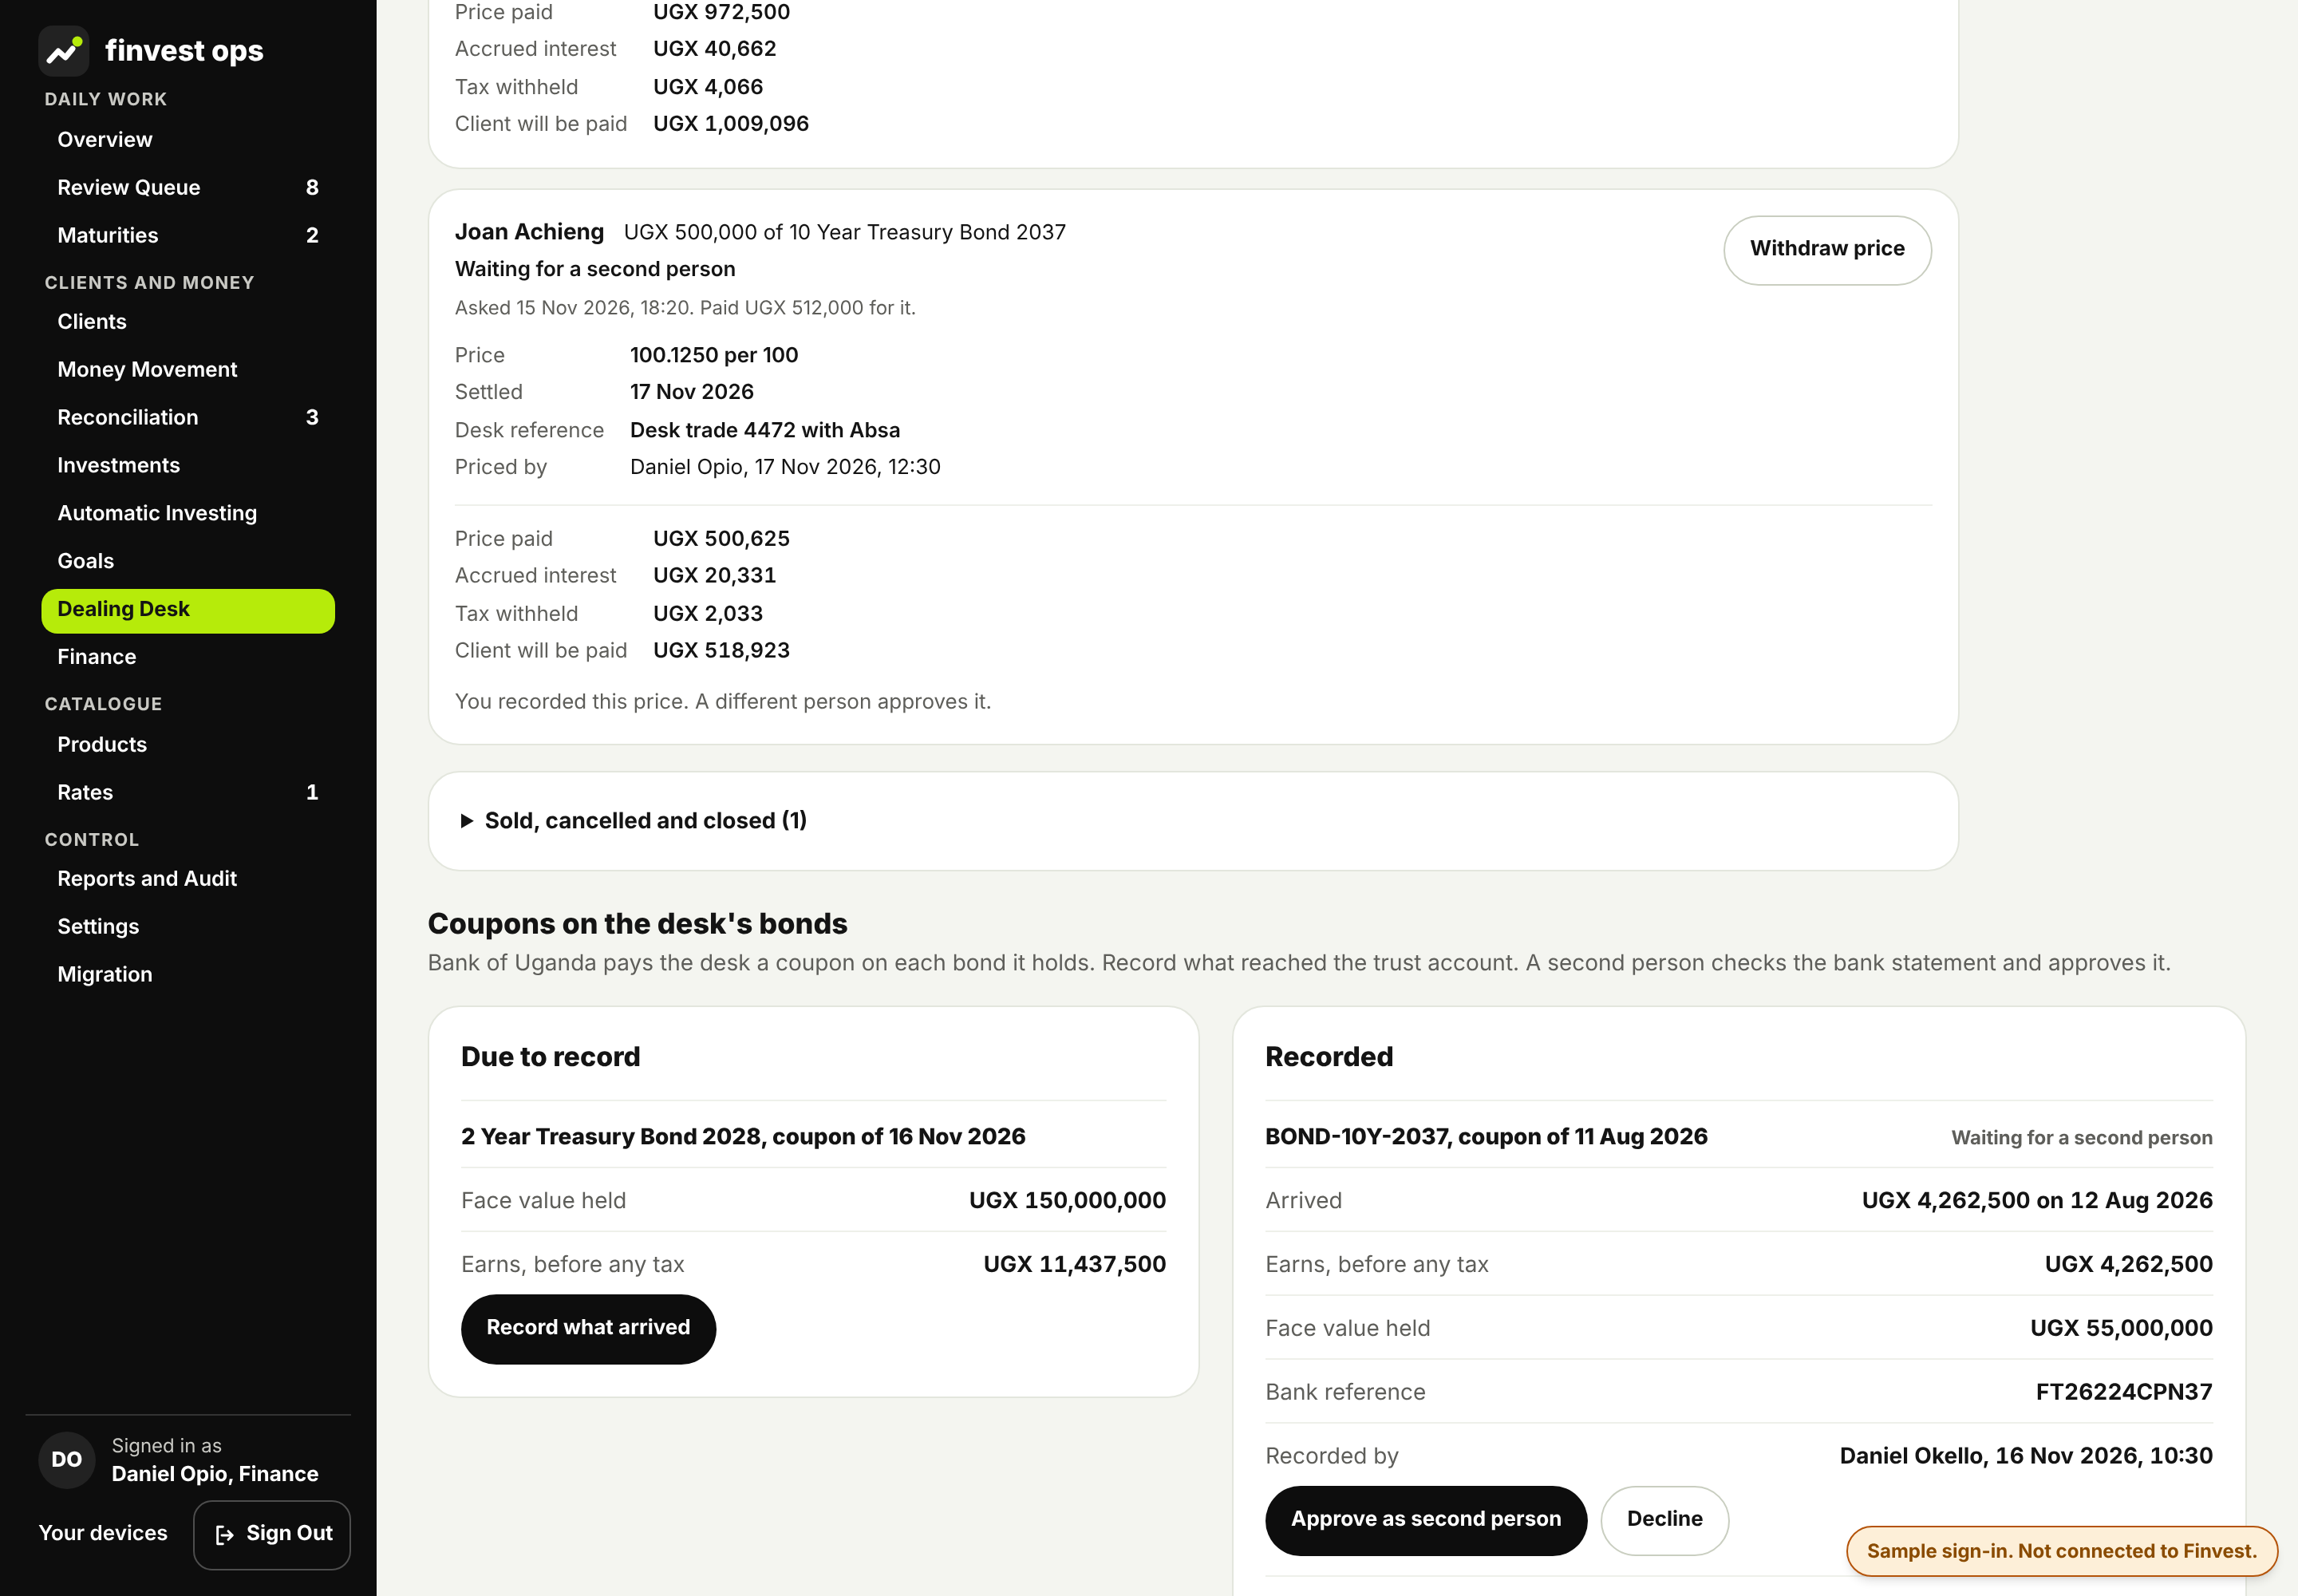 finvest ops
DAILY WORK
Overview
Review Queue 8
Maturities 2
CLIENTS AND MONEY
Clients
Money Movement
Reconciliation 3
Investments
Automatic Investing
Goals
Dealing Desk
Finance
CATALOGUE
Products
Rates 1
CONTROL
Reports and Audit
Settings
Migration
DO
Signed in as
Daniel Opio, Finance
Your devices
Sign Out
Price paid UGX 972,500
Accrued interest UGX 40,662
Tax withheld UGX 4,066
Client will be paid UGX 1,009,096
Joan Achieng UGX 500,000 of 10 Year Treasury Bond 2037
Withdraw price
Waiting for a second person
Asked 15 Nov 2026, 18:20. Paid UGX 512,000 for it.
Price 100.1250 per 100
Settled 17 Nov 2026
Desk reference Desk trade 4472 with Absa
Priced by Daniel Opio, 17 Nov 2026, 12:30
Price paid UGX 500,625
Accrued interest UGX 20,331
Tax withheld UGX 2,033
Client will be paid UGX 518,923
You recorded this price. A different person approves it.
Sold, cancelled and closed (1)
Coupons on the desk's bonds
Bank of Uganda pays the desk a coupon on each bond it holds. Record what reached the trust account. A second person checks the bank statement and approves it.
Due to record
2 Year Treasury Bond 2028, coupon of 16 Nov 2026
Face value held UGX 150,000,000
Earns, before any tax UGX 11,437,500
Record what arrived
Recorded
BOND-10Y-2037, coupon of 11 Aug 2026 Waiting for a second person
Arrived UGX 4,262,500 on 12 Aug 2026
Earns, before any tax UGX 4,262,500
Face value held UGX 55,000,000
Bank reference FT26224CPN37
Recorded by Daniel Okello, 16 Nov 2026, 10:30
Approve as second person
Decline
Sample sign-in. Not connected to Finvest.